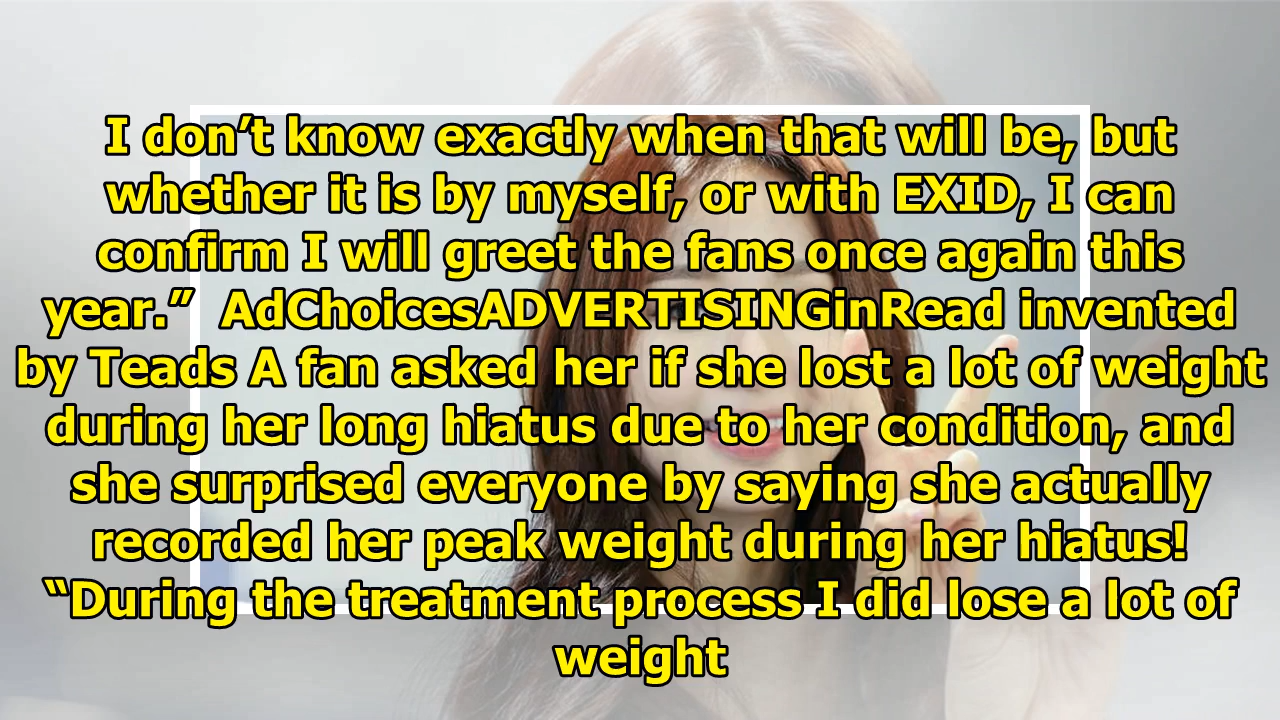 I don’t know exactly when that will be, but
whether it is by myself, or with EXID, I can
confirm I will greet the fans once again this
year.”  AdChoicesADVERTISINGinRead invented
by Teads A fan asked her if she lost a lot of weight
during her long hiatus due to her condition, and
she surprised everyone by saying she actually
recorded her peak weight during her hiatus!
“During the treatment process I did lose a lot of
weight